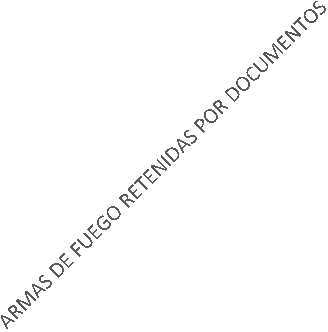 ARMAS DE FUEGO RETENIDAS POR DOCUMENTOS